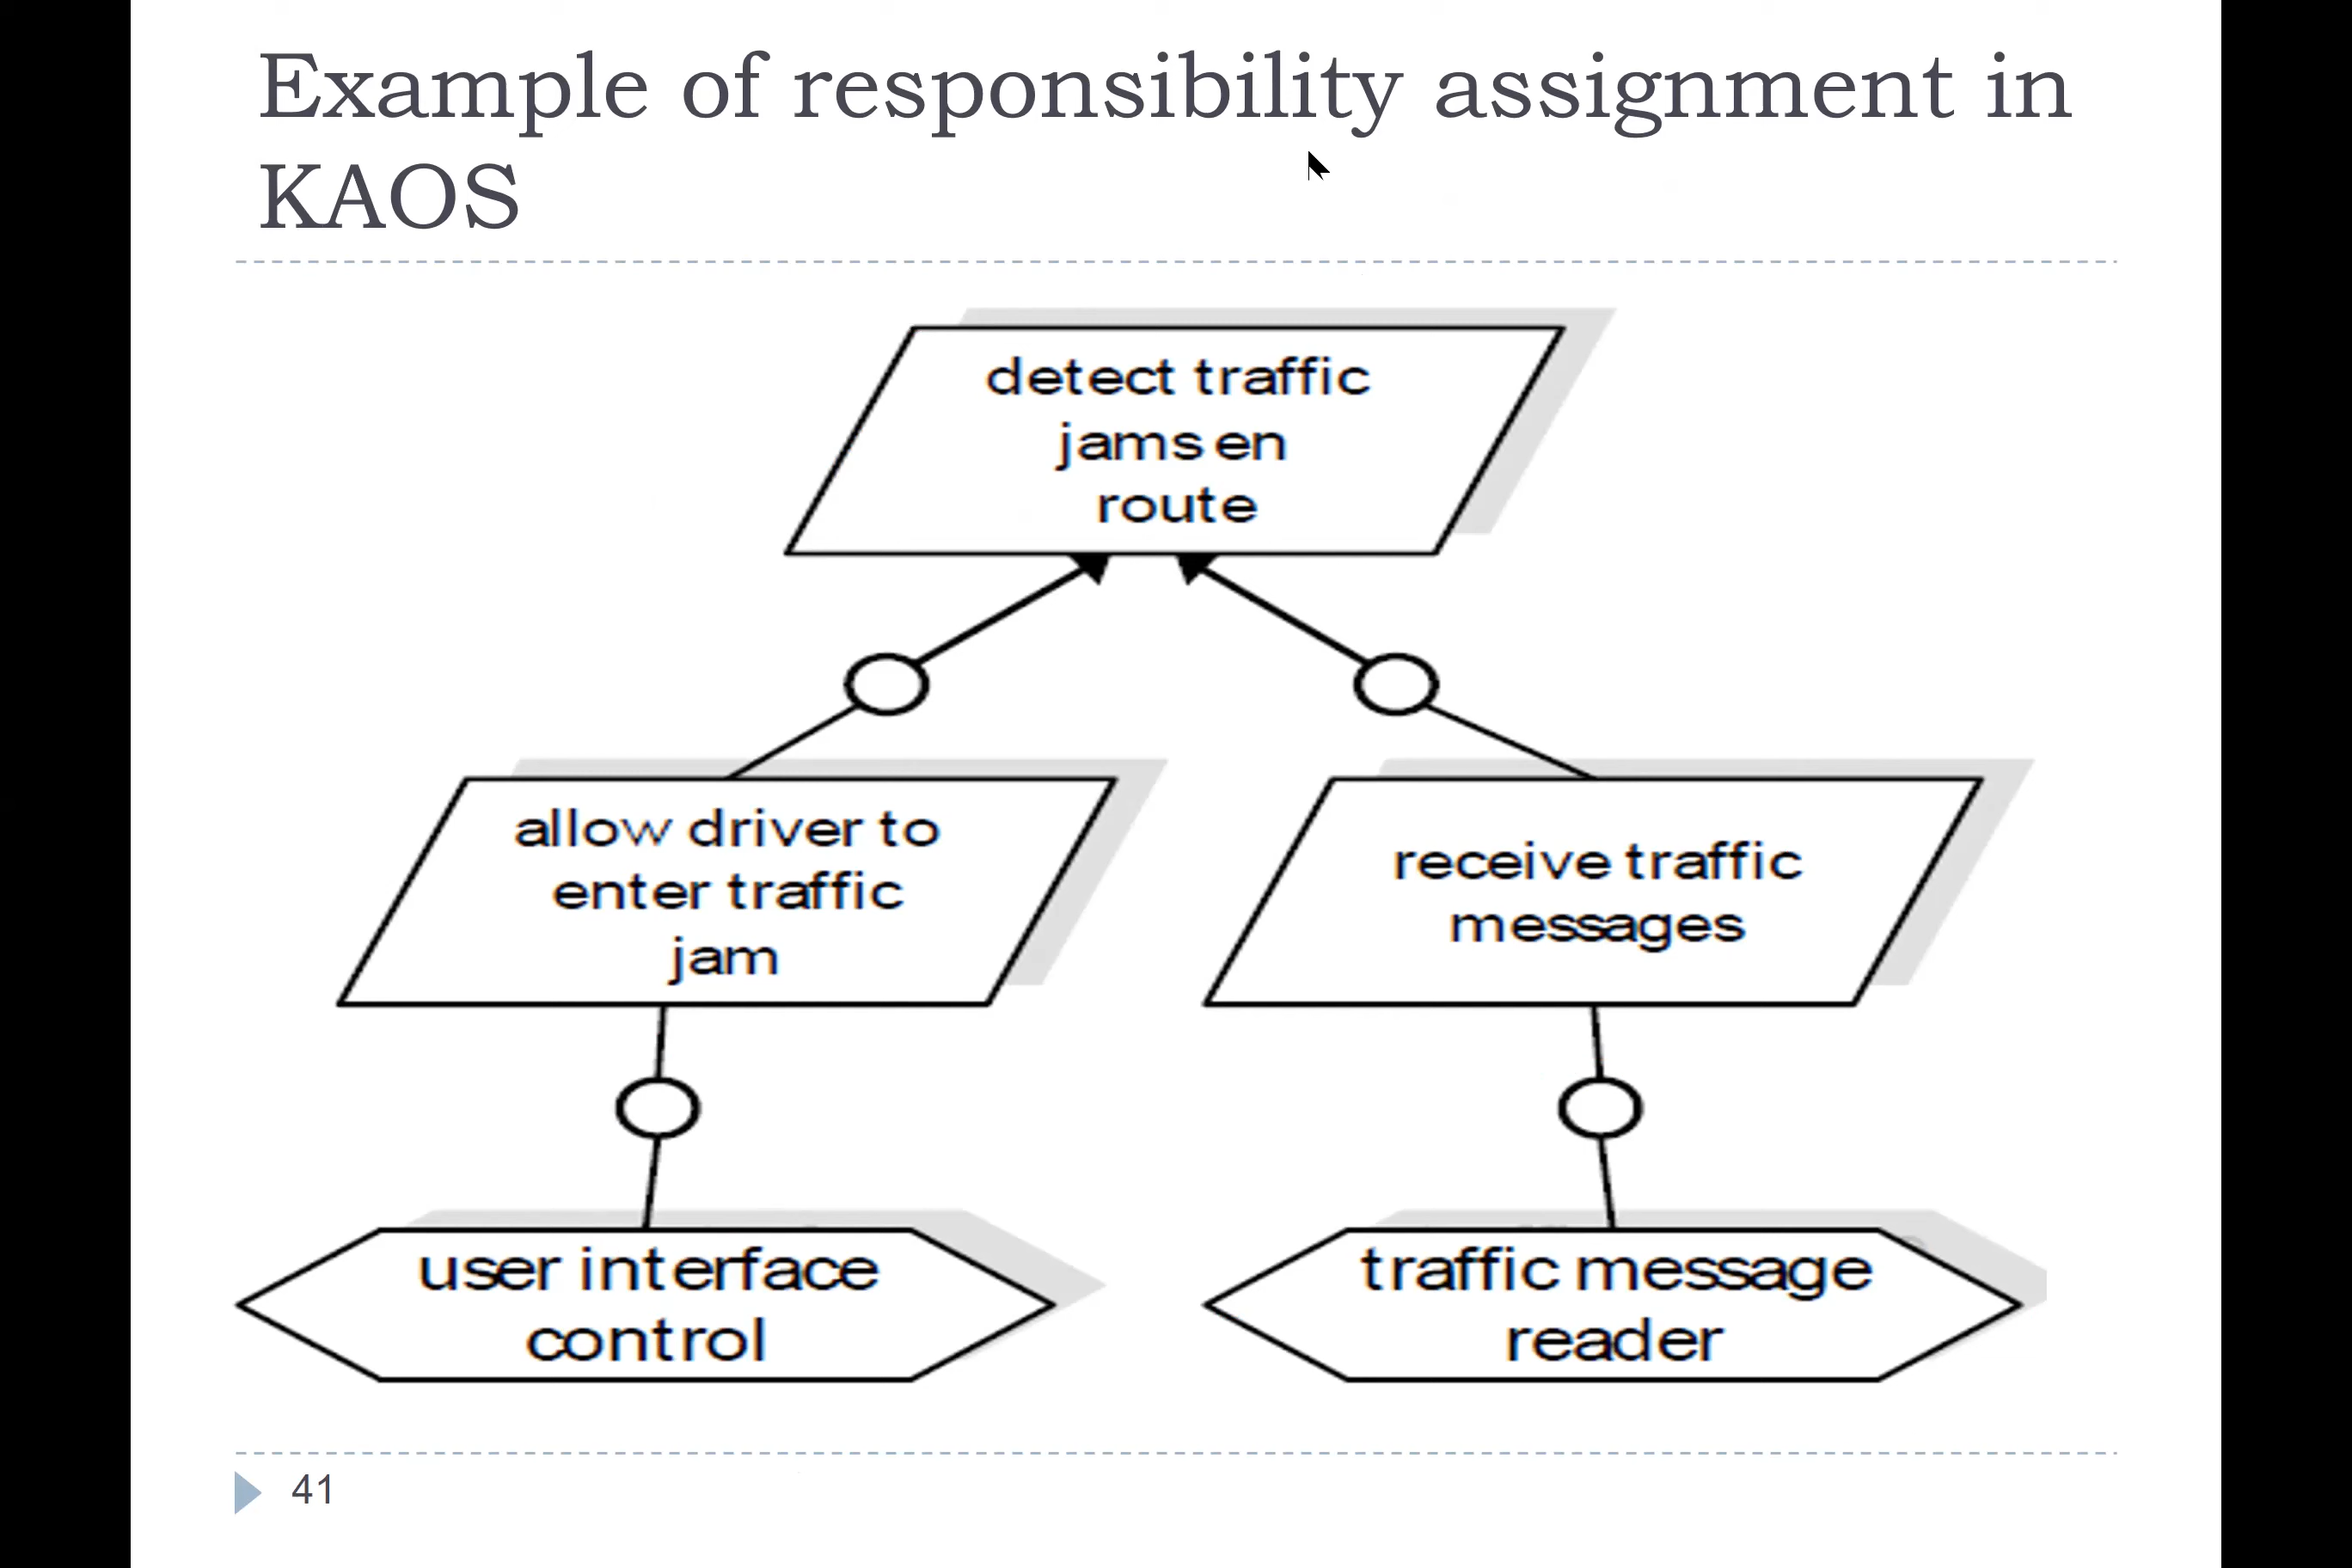 Example of responsibility assignment in
KAOS
detect traffic
jams en
route
allow driver to
enter traffic
jam
receive traffic
messages
user interface
control
traffic message
reader
41